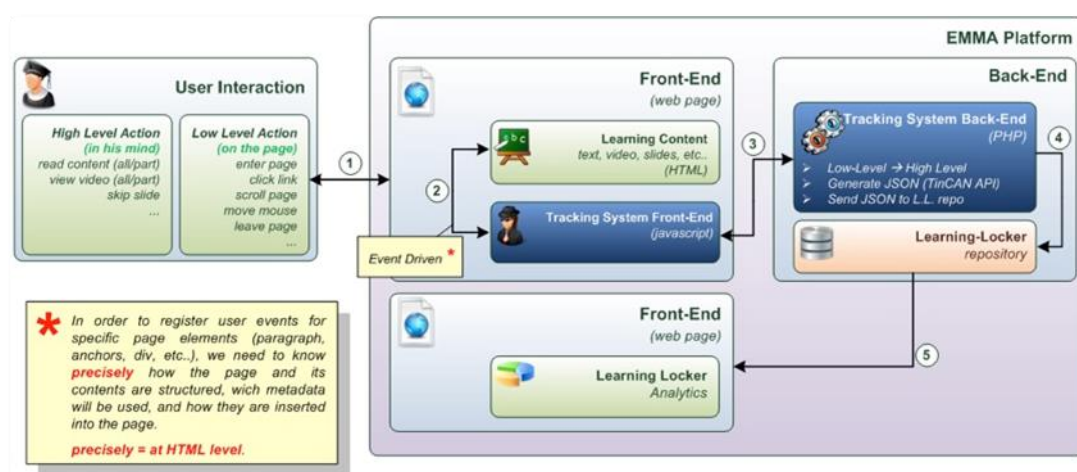 EMMA Platform
User Interaction
High Level Action
(in his mind)
read content (all/part)
view video (all/part)
skip slide
...
Low Level Action
(on the page)
enter page
click link
scroll page
move mouse
leave page
...
1
Front-End
(web page)
abc
Learning Content
text, video, slides, etc..
(HTML)
2
Tracking System Front-End
(javascript)
Event Driven *
3
Back-End
Tracking System Back-End
(PHP)
➢ Low-Level → High Level
➢ Generate JSON (TinCAN API)
➢ Send JSON to L.L. repo
4
Learning-Locker
repository
5
Front-End
(web page)
Learning Locker
Analytics
* In order to register user events for
specific page elements (paragraph,
anchors, div, etc..), we need to know
precisely how the page and its
contents are structured, wich metadata
will be used, and how they are inserted
into the page.
precisely = at HTML level.